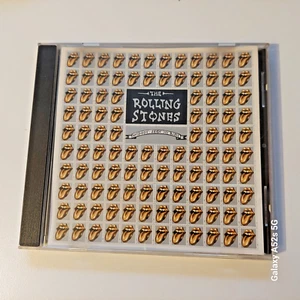 THE
ROLLING
STONES
Galaxy A52s 5G